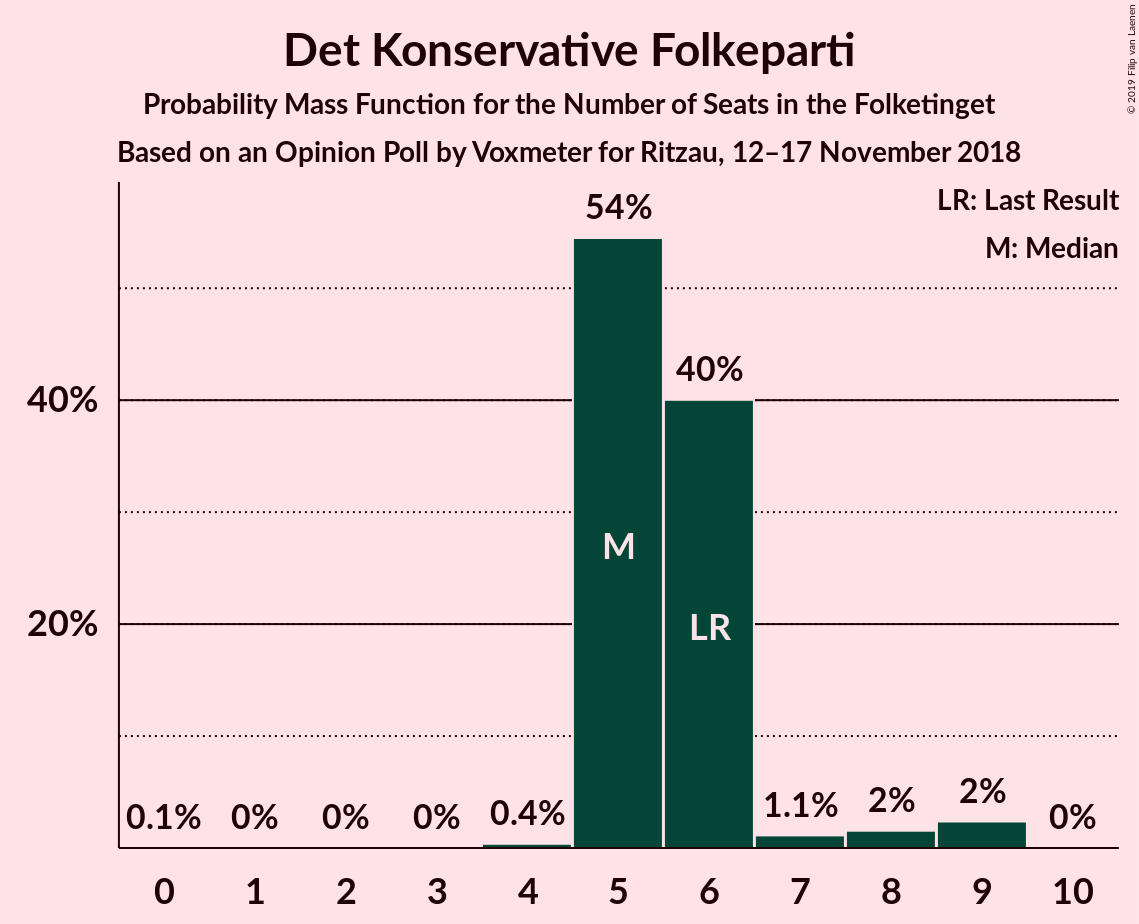 Det Konservative Folkeparti
Probability Mass Function for the Number of Seats in the Folketinget
Based on an Opinion Poll by Voxmeter for Ritzau, 12–17 November 2018
© 2019 Filip van Laenen
LR: Last Result
M: Median
54%
40%
40%
M
LR
20%
0.1% 0% 0% 0% 0.4% 1.1% 2% 2% 0%
0 1 2 3 4 5 6 7 8 9 10